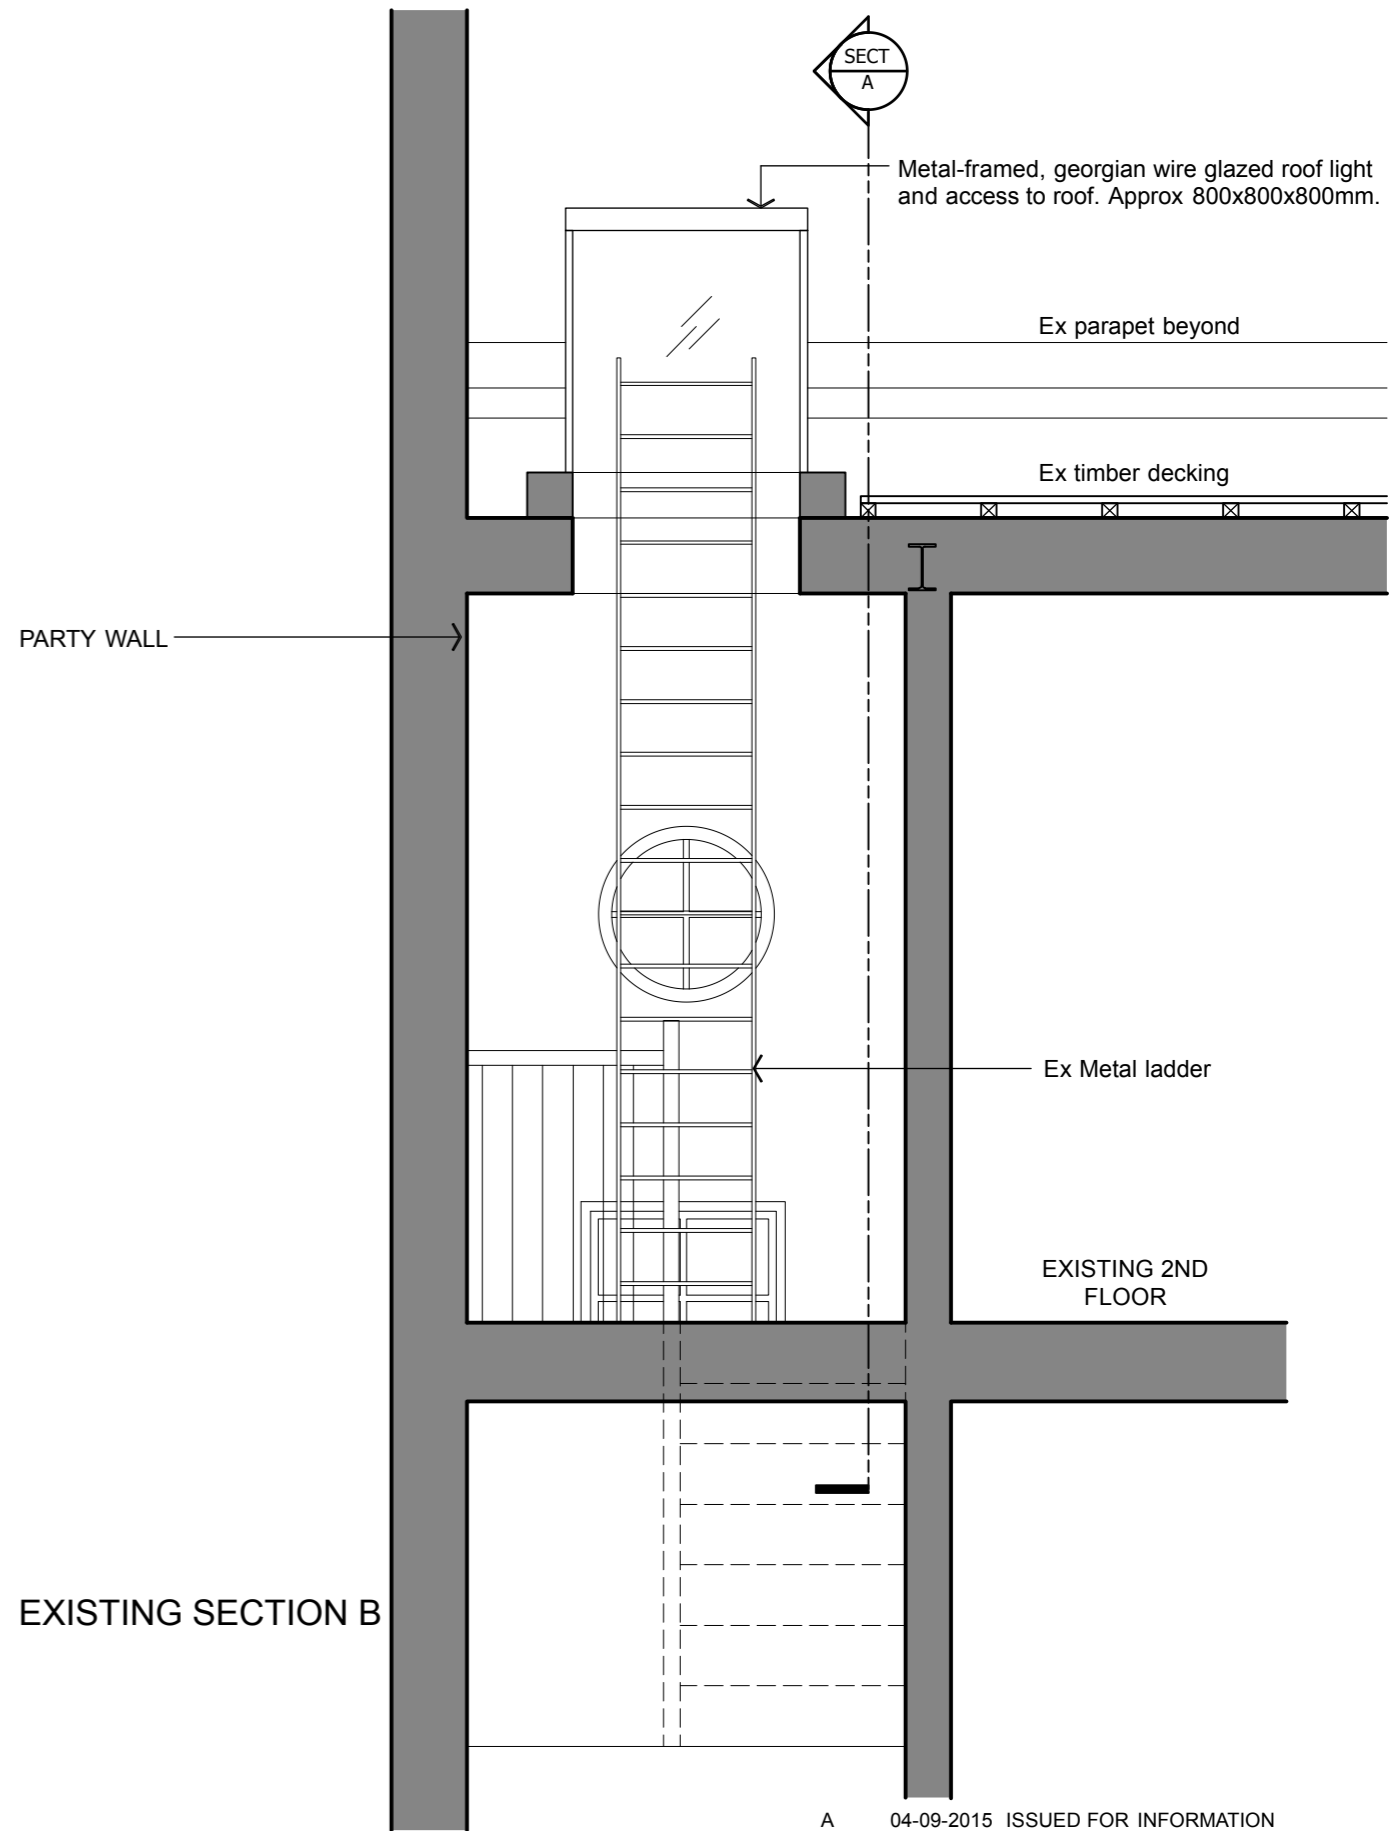 SECT
A
Metal-framed, georgian wire glazed roof light
and access to roof. Approx 800x800x800mm.
Ex parapet beyond
Ex timber decking
PARTY WALL
Ex Metal ladder
EXISTING 2ND
FLOOR
EXISTING SECTION B
A 04-09-2015 ISSUED FOR INFORMATION